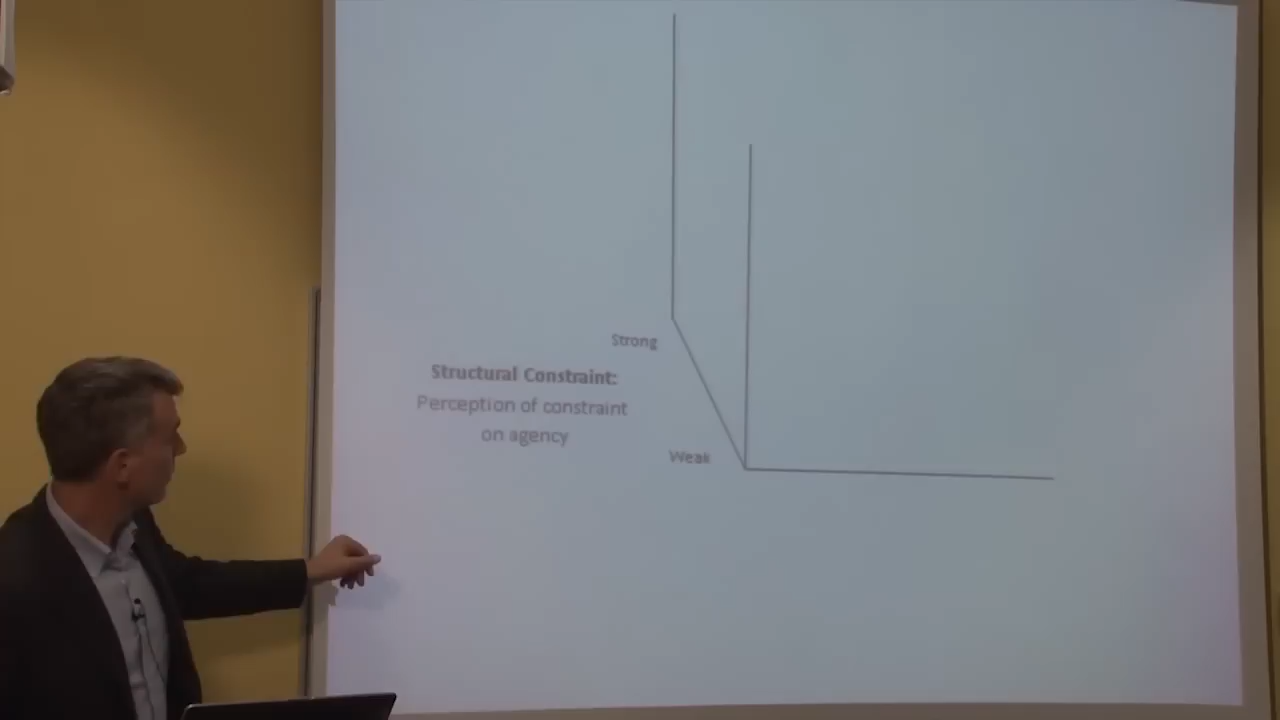 Strong
Structural Constraint:
Perception of constraint
on agency
Weak